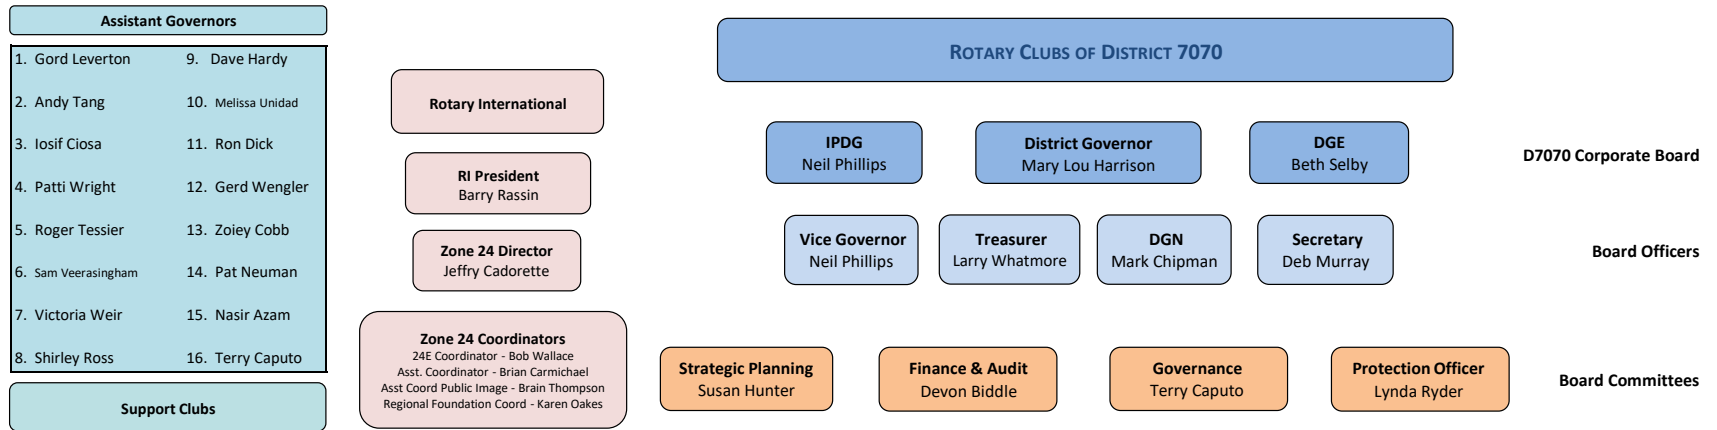 Assistant Governors
1. Gord Leverton
2. Andy Tang
3. Iosif Ciosa
4. Patti Wright
5. Roger Tessier
6. Sam Veerasingham
7. Victoria Weir
8. Shirley Ross
9. Dave Hardy
10. Melissa Unidad
11. Ron Dick
12. Gerd Wengler
13. Zoiey Cobb
14. Pat Neuman
15. Nasir Azam
16. Terry Caputo
Support Clubs
Rotary International
RI President
Barry Rassin
Zone 24 Director
Jeffry Cadorette
Zone 24 Coordinators
24E Coordinator - Bob Wallace
Asst. Coordinator - Brian Carmichael
Asst Coord Public Image - Brain Thompson
Regional Foundation Coord - Karen Oakes
ROTARY CLUBS OF DISTRICT 7070
IPDG
Neil Phillips
District Governor
Mary Lou Harrison
DGE
Beth Selby
D7070 Corporate Board
Vice Governor
Neil Phillips
Treasurer
Larry Whatmore
DGN
Mark Chipman
Secretary
Deb Murray
Board Officers
Strategic Planning
Susan Hunter
Finance & Audit
Devon Biddle
Governance
Terry Caputo
Protection Officer
Lynda Ryder
Board Committees